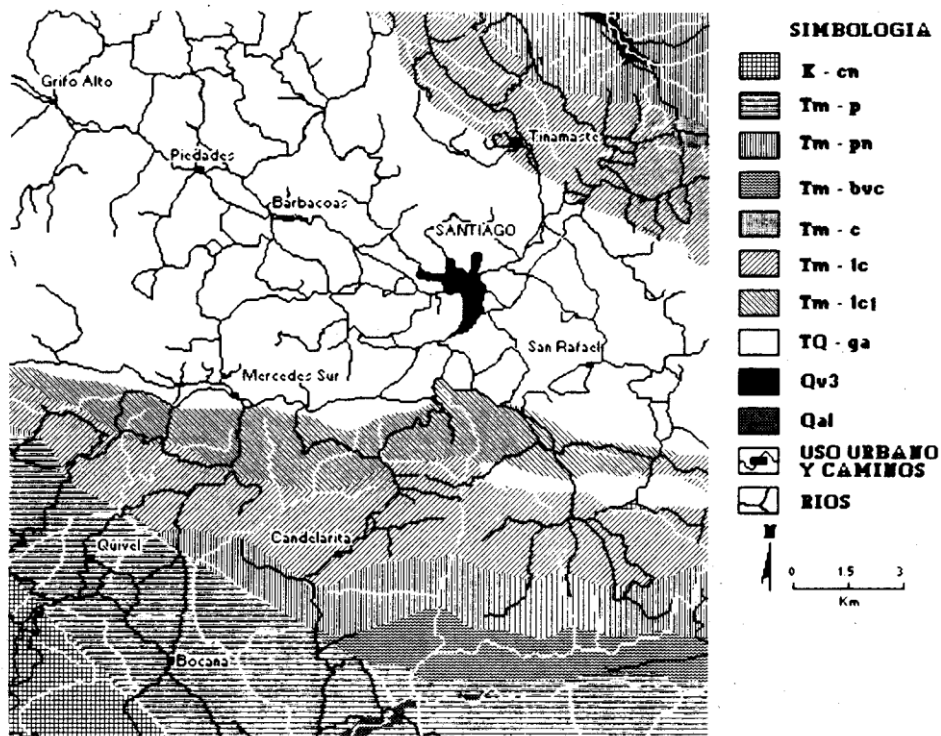 SIMBOLOGIA
K - cn
Tm - p
Tm - pn
Tm - bvc
Tm - c
Tm - lc
Tm - lc1
TQ - ga
Qv3
Qal
USO URBANO
Y CAMINOS
RIOS
N
0 1.5 3
Km
Grifo Alto
Tinamaste
Piedades
Barbacoas
SANTIAGO
San Rafael
Mercedes Sur
Candelarita
Quivel
Bocana